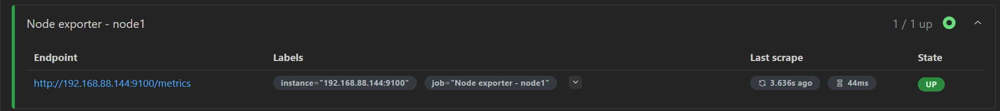 Node exporter - node1
1 / 1 up
Endpoint Labels Last scrape State
http://192.168.88.144:9100/metrics instance="192.168.88.144:9100" job="Node exporter - node1" 3.636s ago 44ms UP